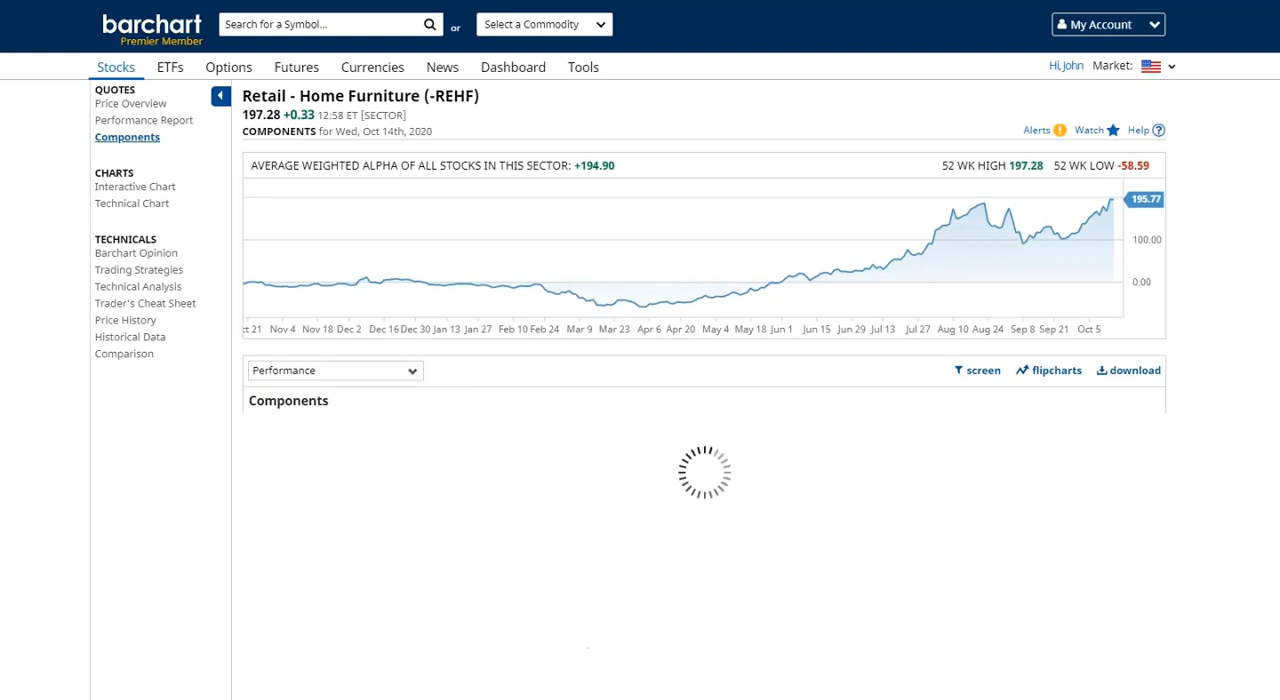 barchart
Premier Member
Search for a Symbol...
or
Select a Commodity
My Account
Stocks ETFs Options Futures Currencies News Dashboard Tools
Hi, John Market:
QUOTES
Price Overview
Performance Report
Components
CHARTS
Interactive Chart
Technical Chart
TECHNICALS
Barchart Opinion
Trading Strategies
Technical Analysis
Trader's Cheat Sheet
Price History
Historical Data
Comparison
Retail - Home Furniture (-REHF)
197.28 +0.33 12:58 ET [SECTOR]
COMPONENTS for Wed, Oct 14th, 2020
Alerts ! Watch Help ?
AVERAGE WEIGHTED ALPHA OF ALL STOCKS IN THIS SECTOR: +194.90
52 WK HIGH 197.28 52 WK LOW -58.59
195.77
100.00
0.00
ct 21 Nov 4 Nov 18 Dec 2 Dec 16 Dec 30 Jan 13 Jan 27 Feb 10 Feb 24 Mar 9 Mar 23 Apr 6 Apr 20 May 4 May 18 Jun 1 Jun 15 Jun 29 Jul 13 Jul 27 Aug 10 Aug 24 Sep 8 Sep 21 Oct 5
Performance
screen flipcharts download
Components